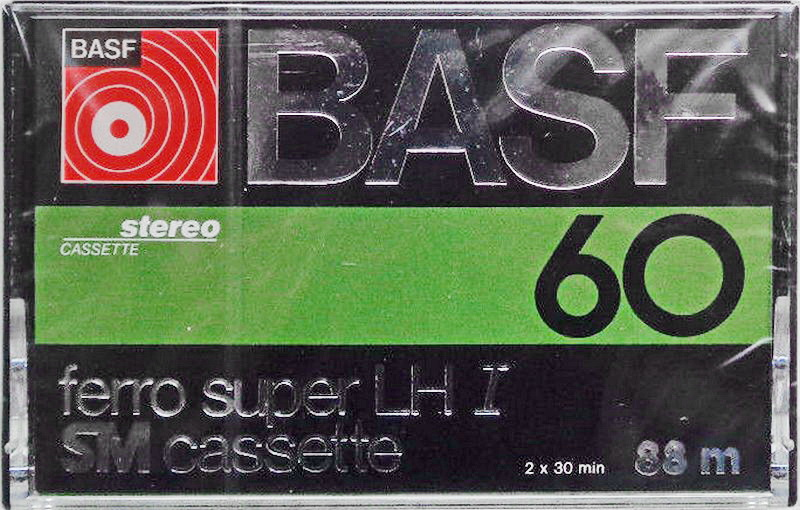 BASF
BASF
stereo
CASSETTE
60
ferro super LH I
SM cassette
2 x 30 min
88 m